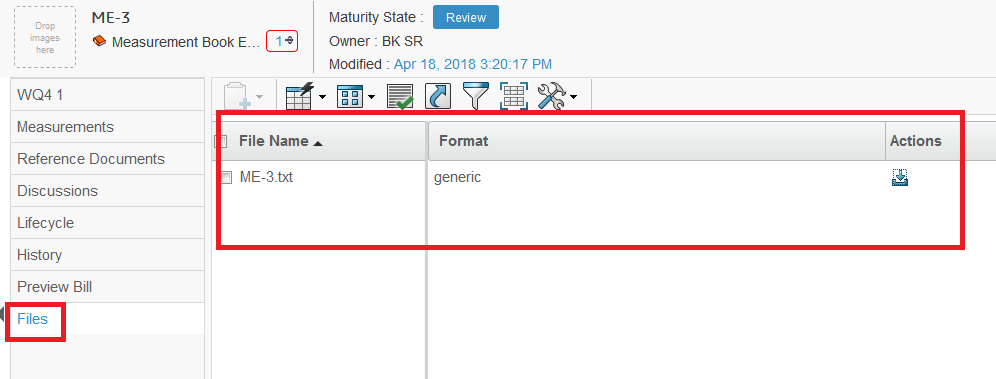 Drop
images
here
ME-3
Measurement Book E...
1
Maturity State :
Review
Owner : BK SR
Modified : Apr 18, 2018 3:20:17 PM
WQ4 1
Measurements
Reference Documents
Discussions
Lifecycle
History
Preview Bill
Files
File Name Format Actions
ME-3.txt generic